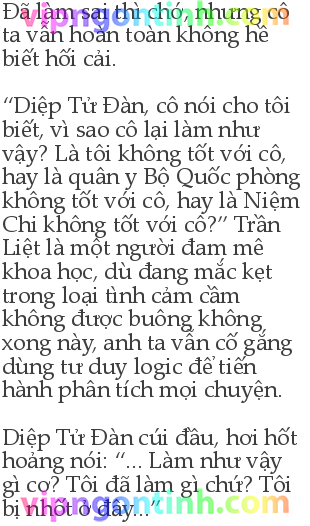 Đã làm sai thì chớ, nhưng cô
ta vẫn hoàn toàn không hề
biết hối cải.
“Diệp Tử Đàn, cô nói cho tôi
biết, vì sao cô lại làm như
vậy? Là tôi không tốt với cô,
hay là quân y Bộ Quốc phòng
không tốt với cô, hay là Niệm
Chi không tốt với cô?” Trần
Liệt là một người đam mê
khoa học, dù đang mắc kẹt
trong loại tình cảm cầm
không được buông không
xong này, anh ta vẫn cố gắng
dùng tư duy logic để tiến
hành phân tích mọi chuyện.
Diệp Tử Đàn cúi đầu, hơi hốt
hoảng nói: “... Làm như vậy
gì cơ? Tôi đã làm gì chứ? Tôi
bị nhốt ở đây...”
vipngontinh.com
vipngontinh.com